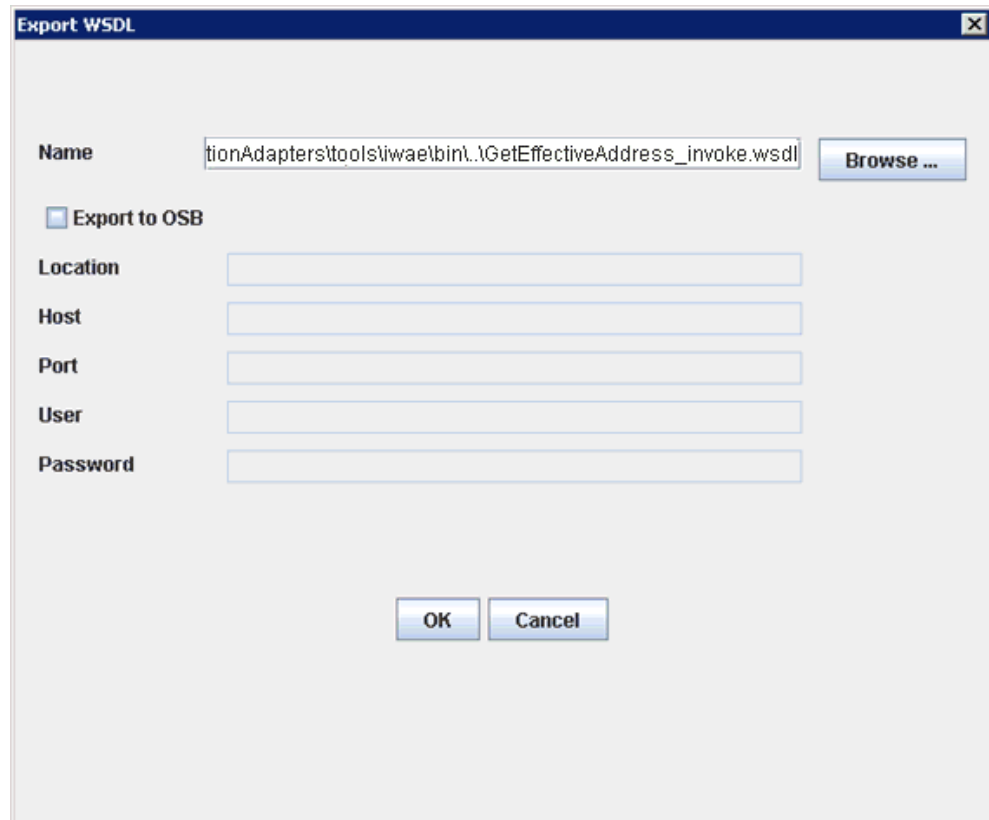 Export WSDL
Name tionAdapters\tools\iwae\bin\..\GetEffectiveAddress_invoke.wsdl Browse ...
Export to OSB
Location
Host
Port
User
Password
OK Cancel